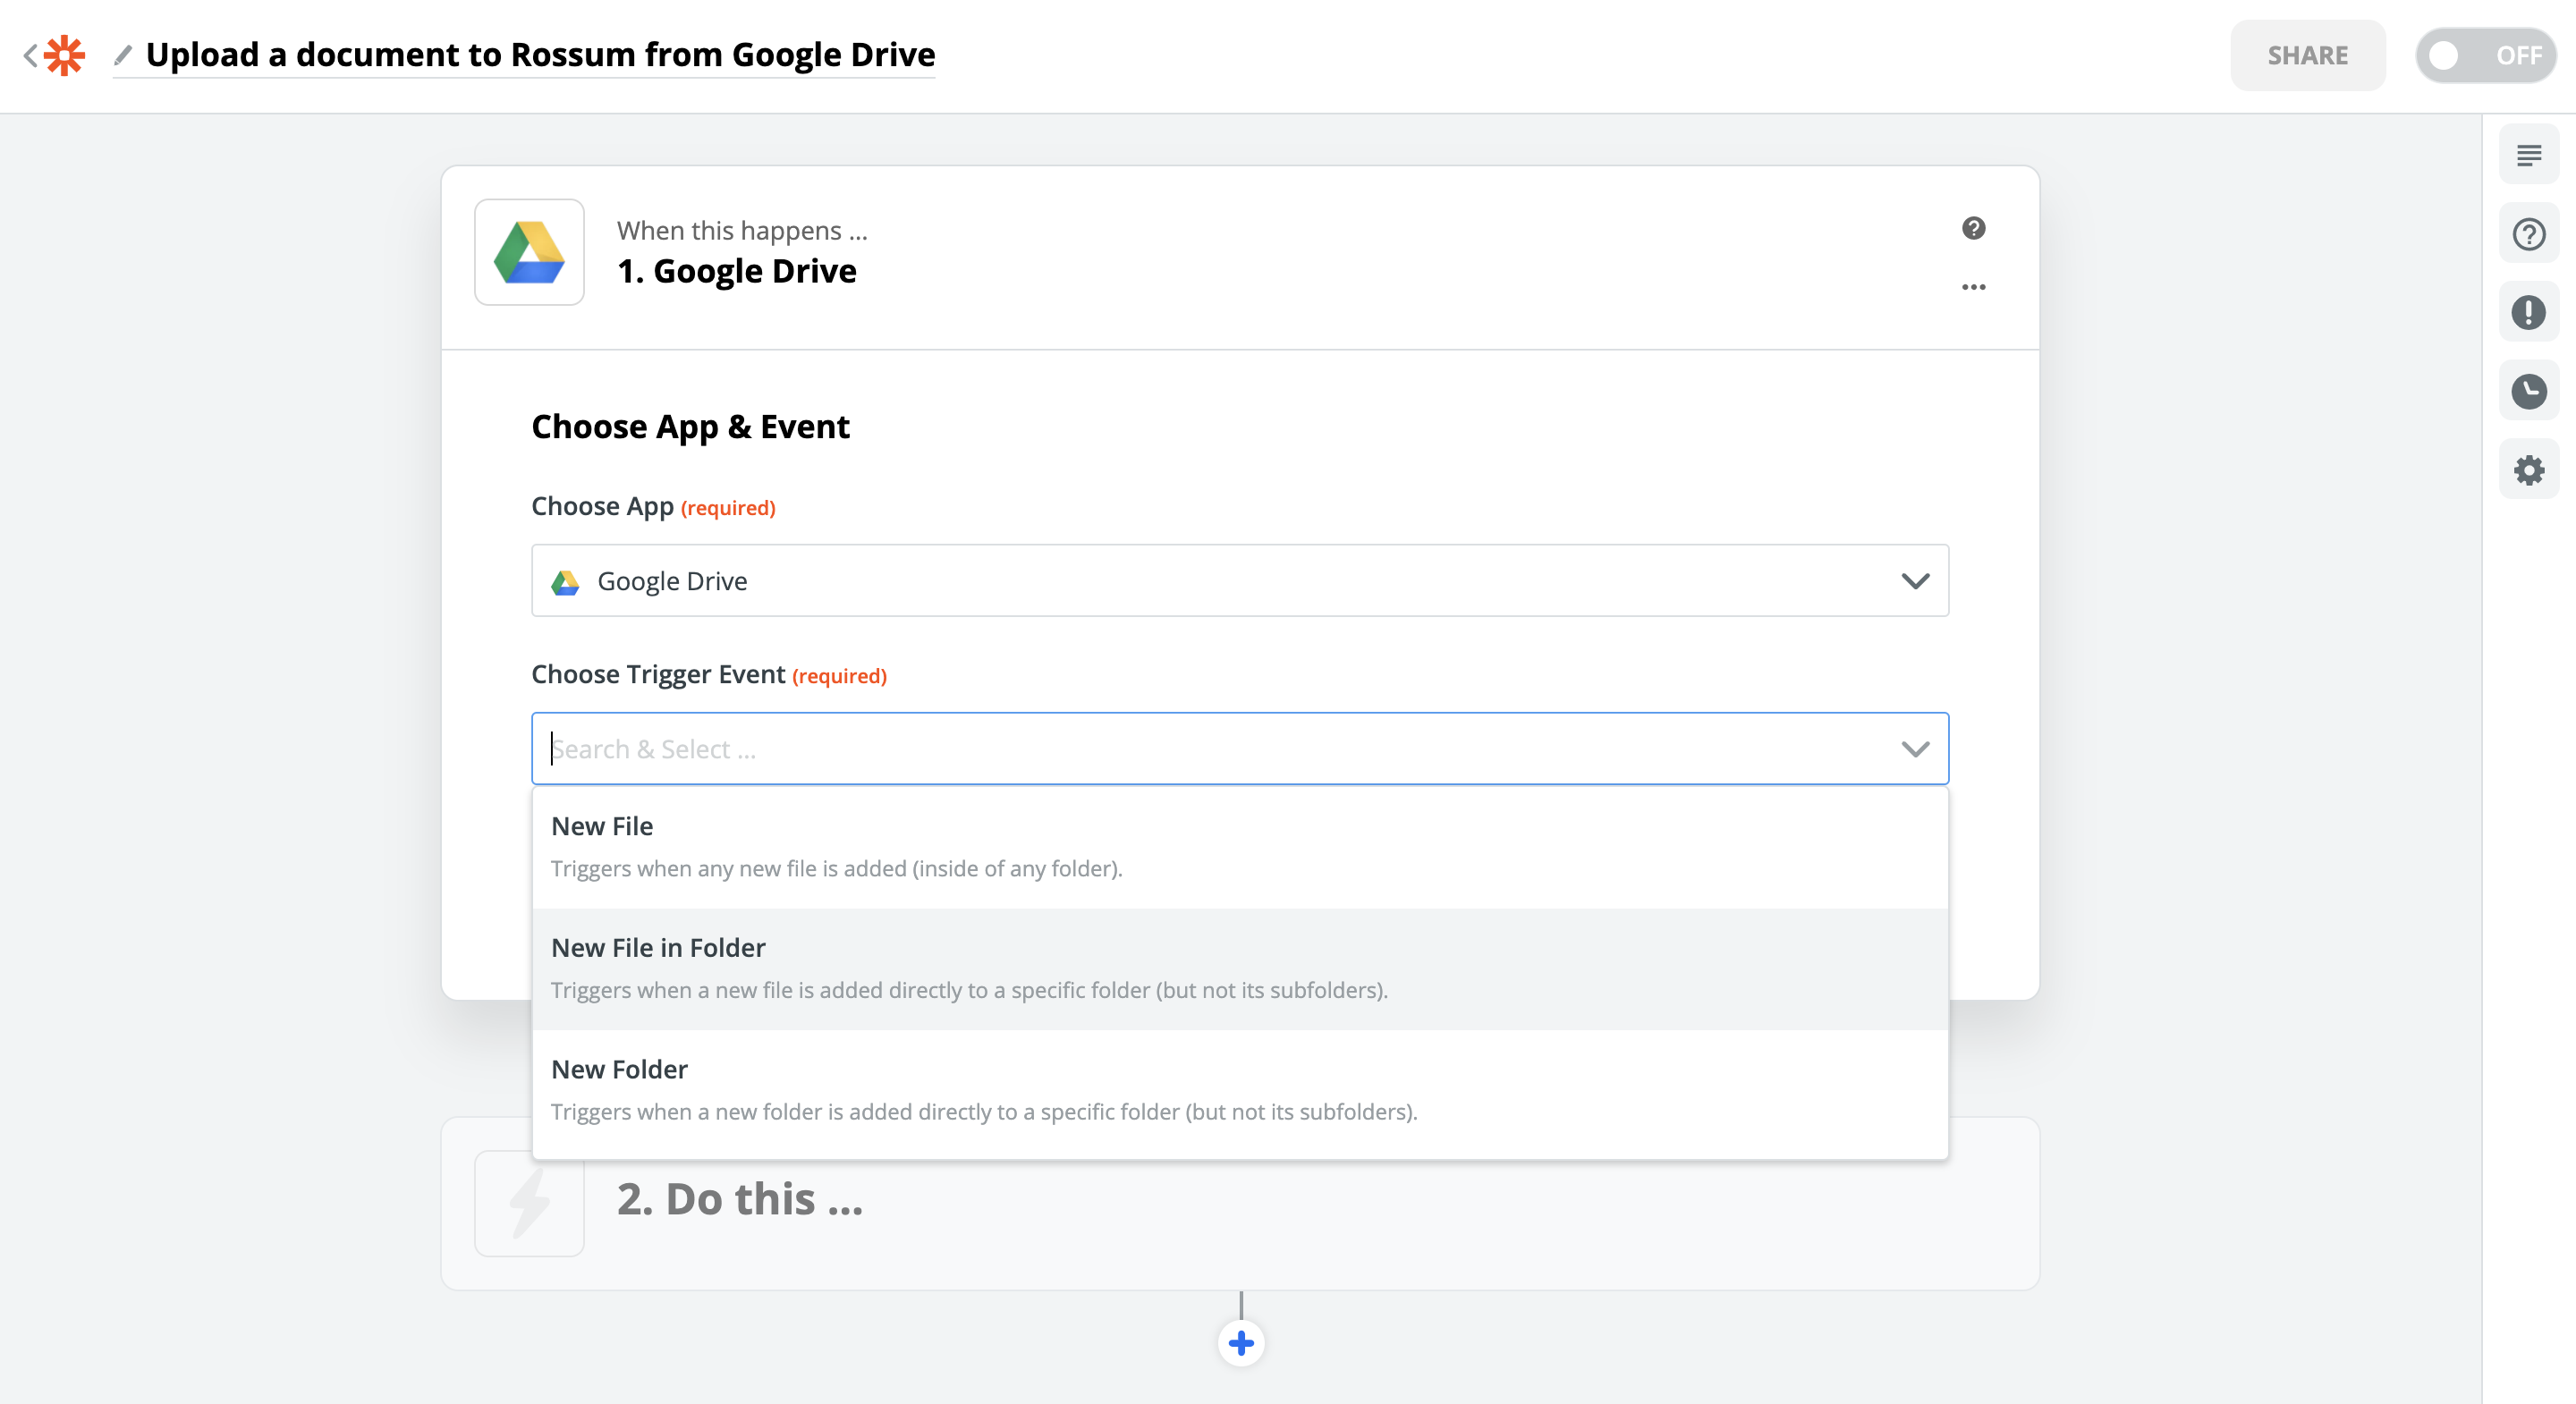 Upload a document to Rossum from Google Drive
SHARE
OFF
When this happens ...
1. Google Drive
Choose App & Event
Choose App (required)
Google Drive
Choose Trigger Event (required)
Search & Select ...
New File
Triggers when any new file is added (inside of any folder).
New File in Folder
Triggers when a new file is added directly to a specific folder (but not its subfolders).
New Folder
Triggers when a new folder is added directly to a specific folder (but not its subfolders).
2. Do this ...